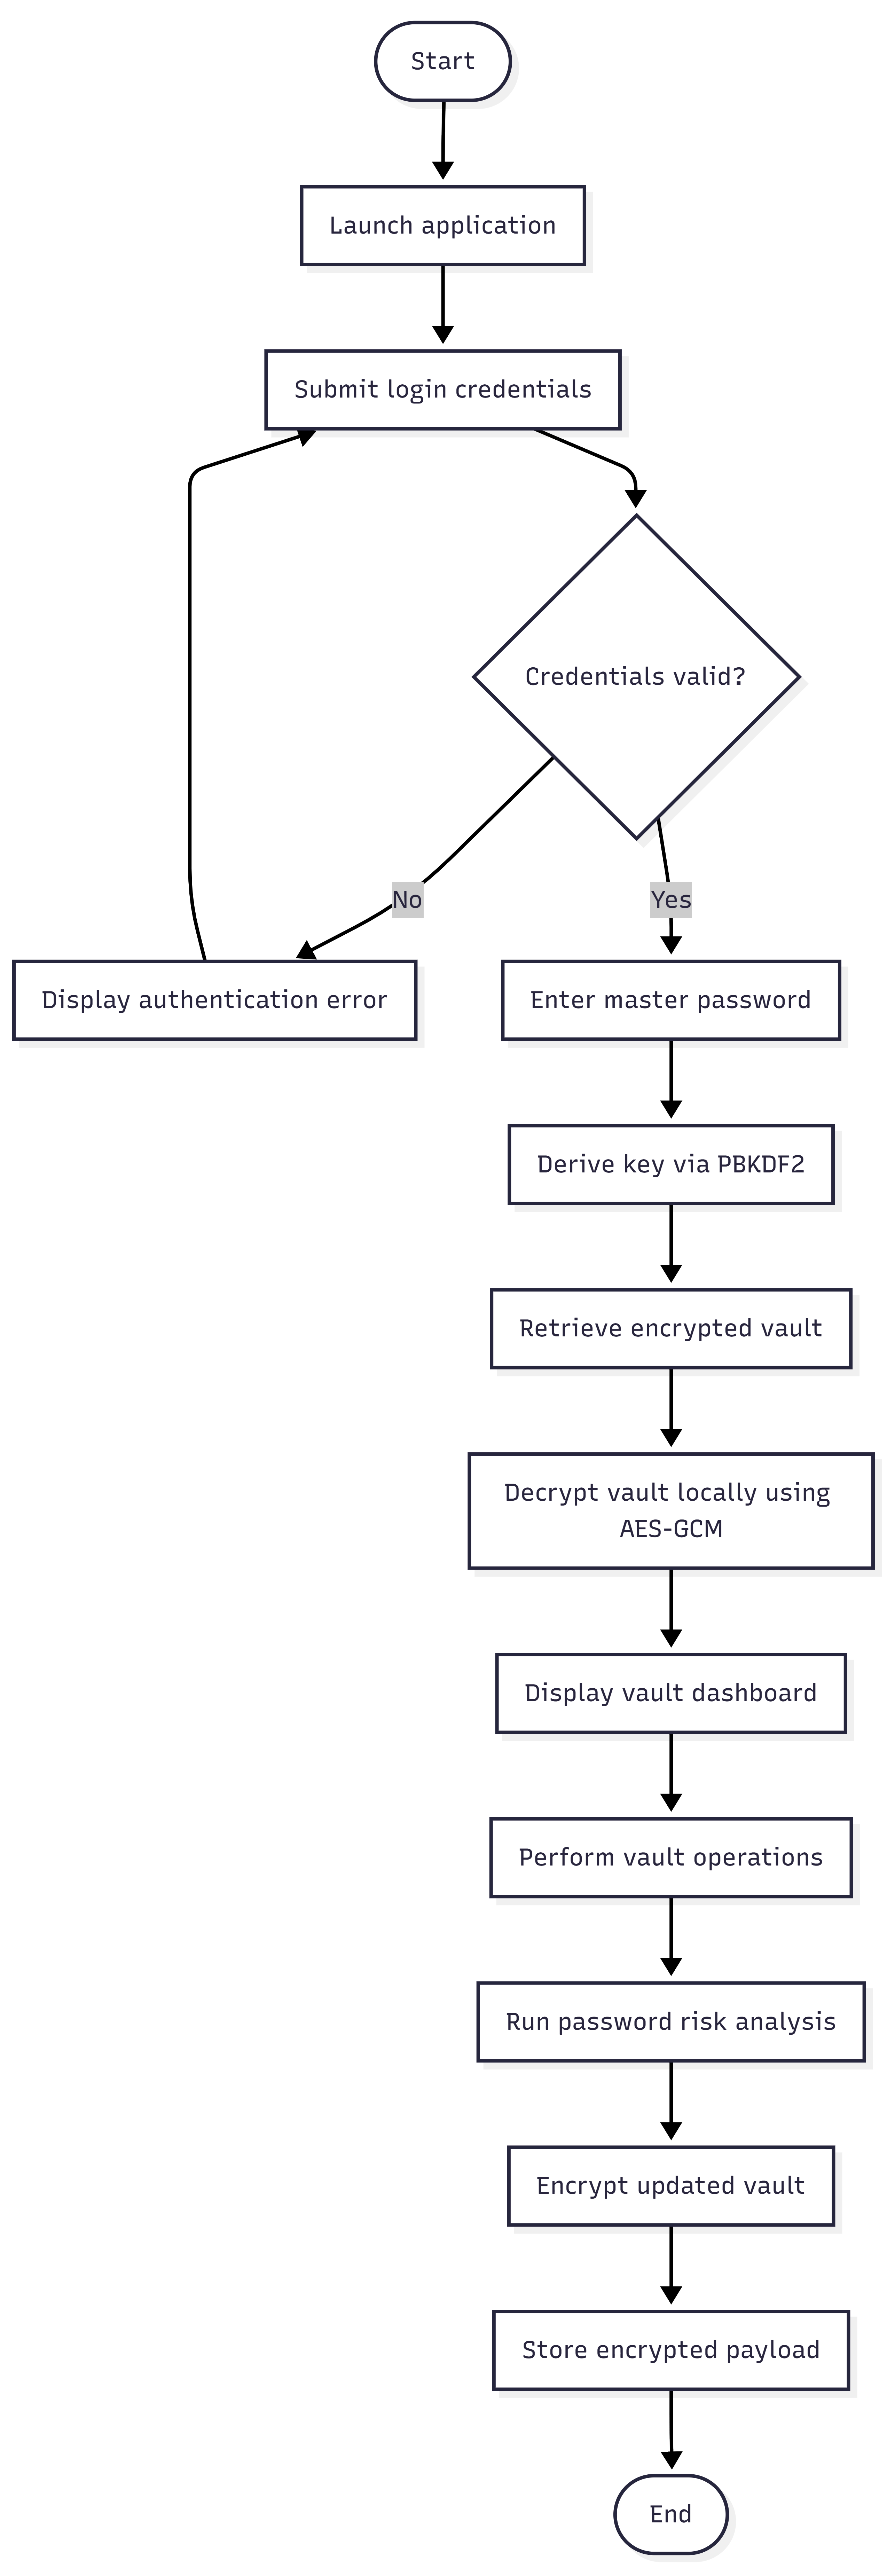 Start
Launch application
Submit login credentials
Credentials valid?
No
Yes
Display authentication error
Enter master password
Derive key via PBKDF2
Retrieve encrypted vault
Decrypt vault locally using
AES-GCM
Display vault dashboard
Perform vault operations
Run password risk analysis
Encrypt updated vault
Store encrypted payload
End